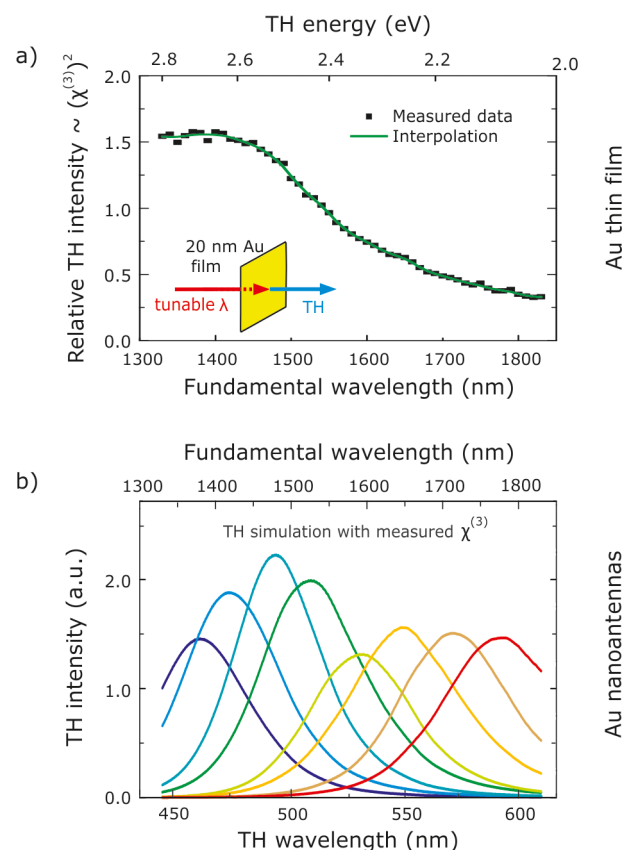 a)
TH energy (eV)
2.8 2.6 2.4 2.2 2.0
Relative TH intensity ~ (χ⁽³⁾)²
2.0
1.5
1.0
0.5
0.0
Measured data
Interpolation
20 nm Au
film
tunable λ
TH
1300 1400 1500 1600 1700 1800
Fundamental wavelength (nm)
Au thin film
b)
Fundamental wavelength (nm)
1300 1400 1500 1600 1700 1800
TH simulation with measured χ⁽³⁾
TH intensity (a.u.)
2.0
1.0
0.0
450 500 550 600
TH wavelength (nm)
Au nanoantennas